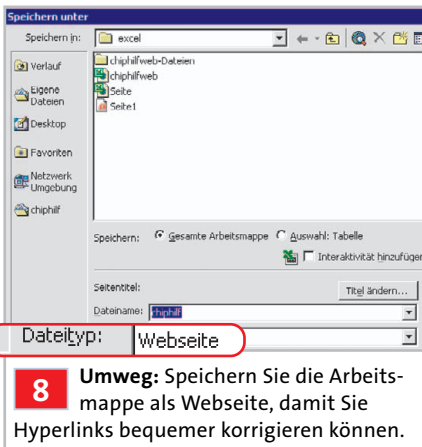 Speichern unter
Speichern in: excel
Verlauf
Eigene
Dateien
Desktop
Favoriten
Netzwerk
Umgebung
chiphilf
chiphilfweb-Dateien
chiphilfweb
Seite
Seite1
Speichern: Gesamte Arbeitsmappe Auswahl: Tabelle
Interaktivität hinzufügen
Seitentitel: Titel ändern...
Dateiname: chiphilf
Dateityp: Webseite
8 Umweg: Speichern Sie die Arbeits-
mappe als Webseite, damit Sie
Hyperlinks bequemer korrigieren können.